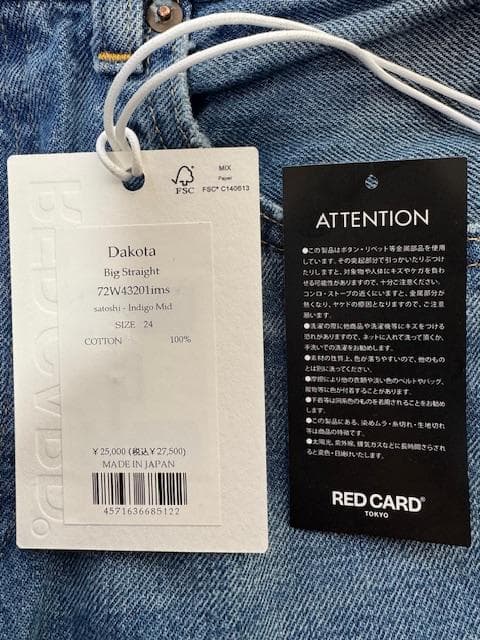 MIX
Paper
FSC
FSC® C140613
Dakota
Big Straight
72W43201ims
satoshi - Indigo Mid
SIZE 24
COTTON 100%
¥25,000 (税込¥27,500)
MADE IN JAPAN
4571636685122
ATTENTION
●この製品はボタン・リベット等金属部品を使用
しています。その突起部分で引っかいたりぶつけ
たりしますと、対象物や人体にキズやケガを負わ
せる可能性がありますので、十分ご注意ください。
コンロ・ストーブの近くにいますと、金属部分が
熱くなり、ヤケドの原因となりますので、ご注意
願います。
●洗濯の際に他商品や洗濯機等にキズをつける
恐れがありますので、ネットに入れて洗って頂くか、
手洗いでの洗濯をお勧めします。
●素材の性質上、色が落ちやすいので、他のもの
とは別に洗ってください。
●摩擦により他の衣類や淡い色のベルトやバッグ、
履物等に色が付着することがあります。
●下着等は同系色のものを着用されることをお勧め
します。
●この製品にある、染めムラ・糸切れ・生地切れ
等は商品の特徴です。
●太陽光、紫外線、排気ガスなどに長時間さらされ
ると変色・日焼けいたします。
RED CARD®
TOKYO